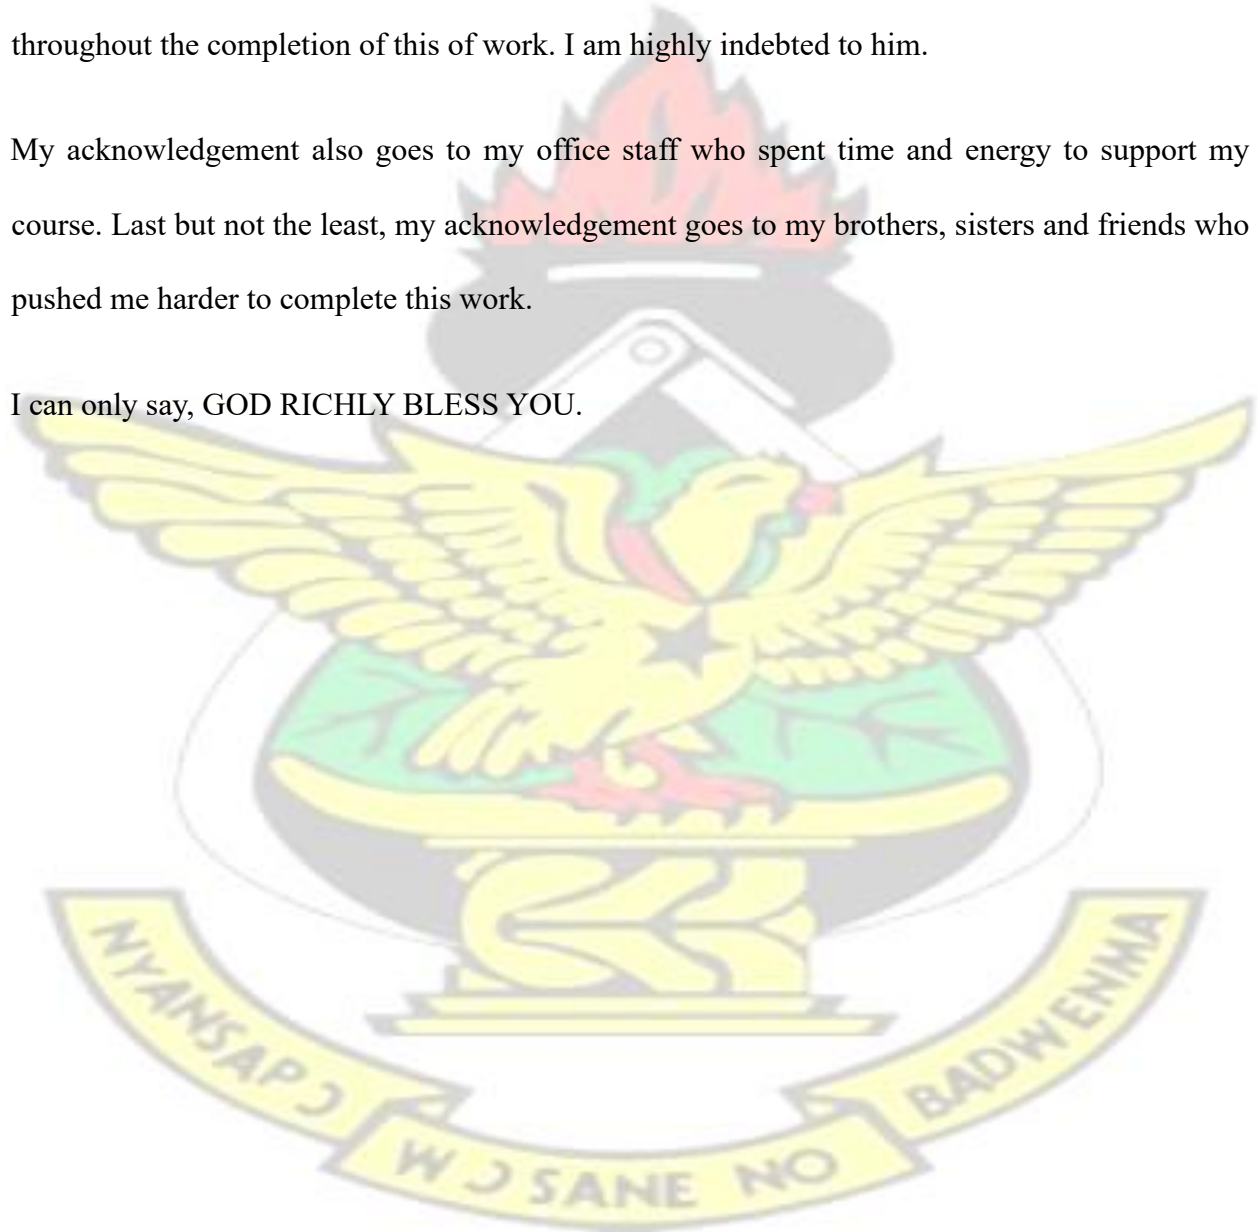 throughout the completion of this of work. I am highly indebted to him.
My acknowledgement also goes to my office staff who spent time and energy to support my
course. Last but not the least, my acknowledgement goes to my brothers, sisters and friends who
pushed me harder to complete this work.
I can only say, GOD RICHLY BLESS YOU.
NYANSAPƆ
WƆSANE NO
BADWENMA